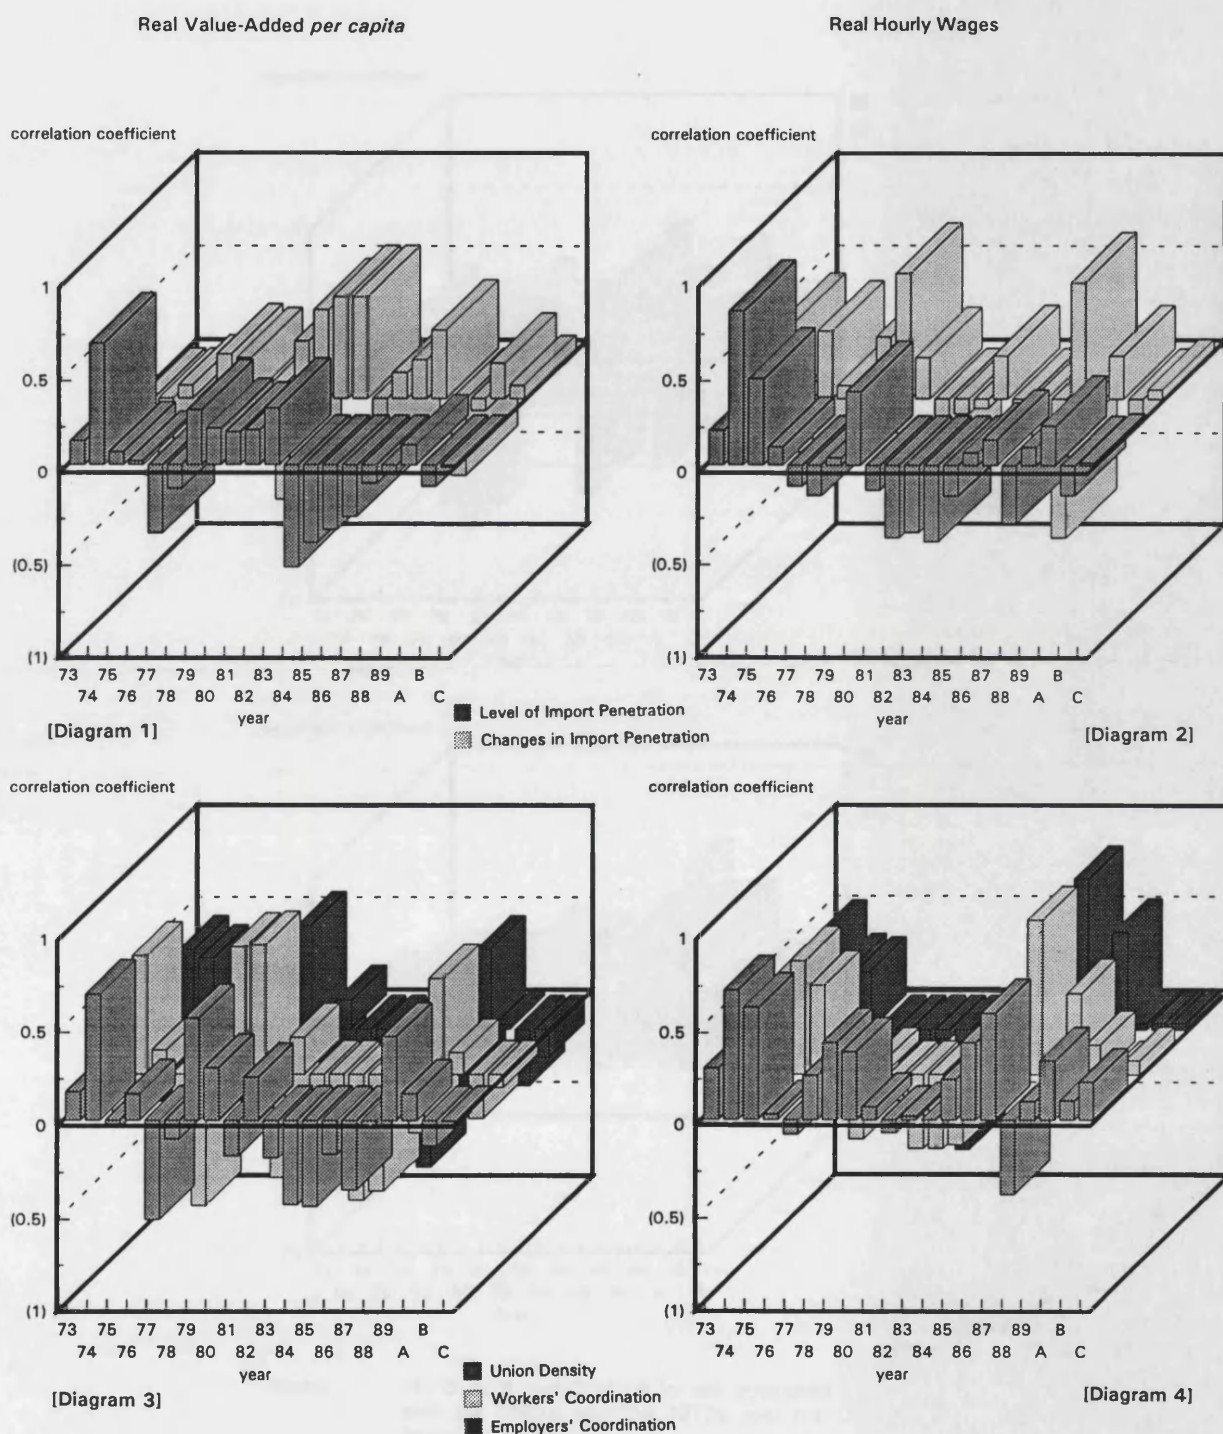 Real Value-Added per capita
Real Hourly Wages
correlation coefficient
correlation coefficient
1
0.5
0
(0.5)
(1)
73 75 77 79 81 83 85 87 89 B
74 76 78 80 82 84 86 88 A C
year
[Diagram 1]
1
0.5
0
(0.5)
(1)
73 75 77 79 81 83 85 87 89 B
74 76 78 80 82 84 86 88 A C
year
[Diagram 2]
Level of Import Penetration
Changes in Import Penetration
correlation coefficient
correlation coefficient
1
0.5
0
(0.5)
(1)
73 75 77 79 81 83 85 87 89 B
74 76 78 80 82 84 86 88 A C
year
[Diagram 3]
1
0.5
0
(0.5)
(1)
73 75 77 79 81 83 85 87 89 B
74 76 78 80 82 84 86 88 A C
year
[Diagram 4]
Union Density
Workers' Coordination
Employers' Coordination